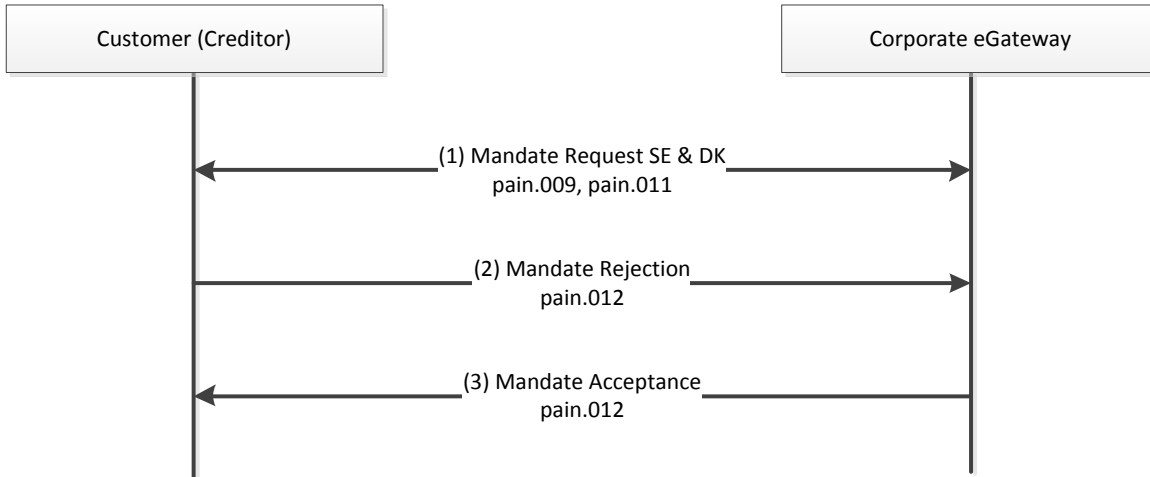 Customer (Creditor)
Corporate eGateway
(1) Mandate Request SE & DK
pain.009, pain.011
(2) Mandate Rejection
pain.012
(3) Mandate Acceptance
pain.012